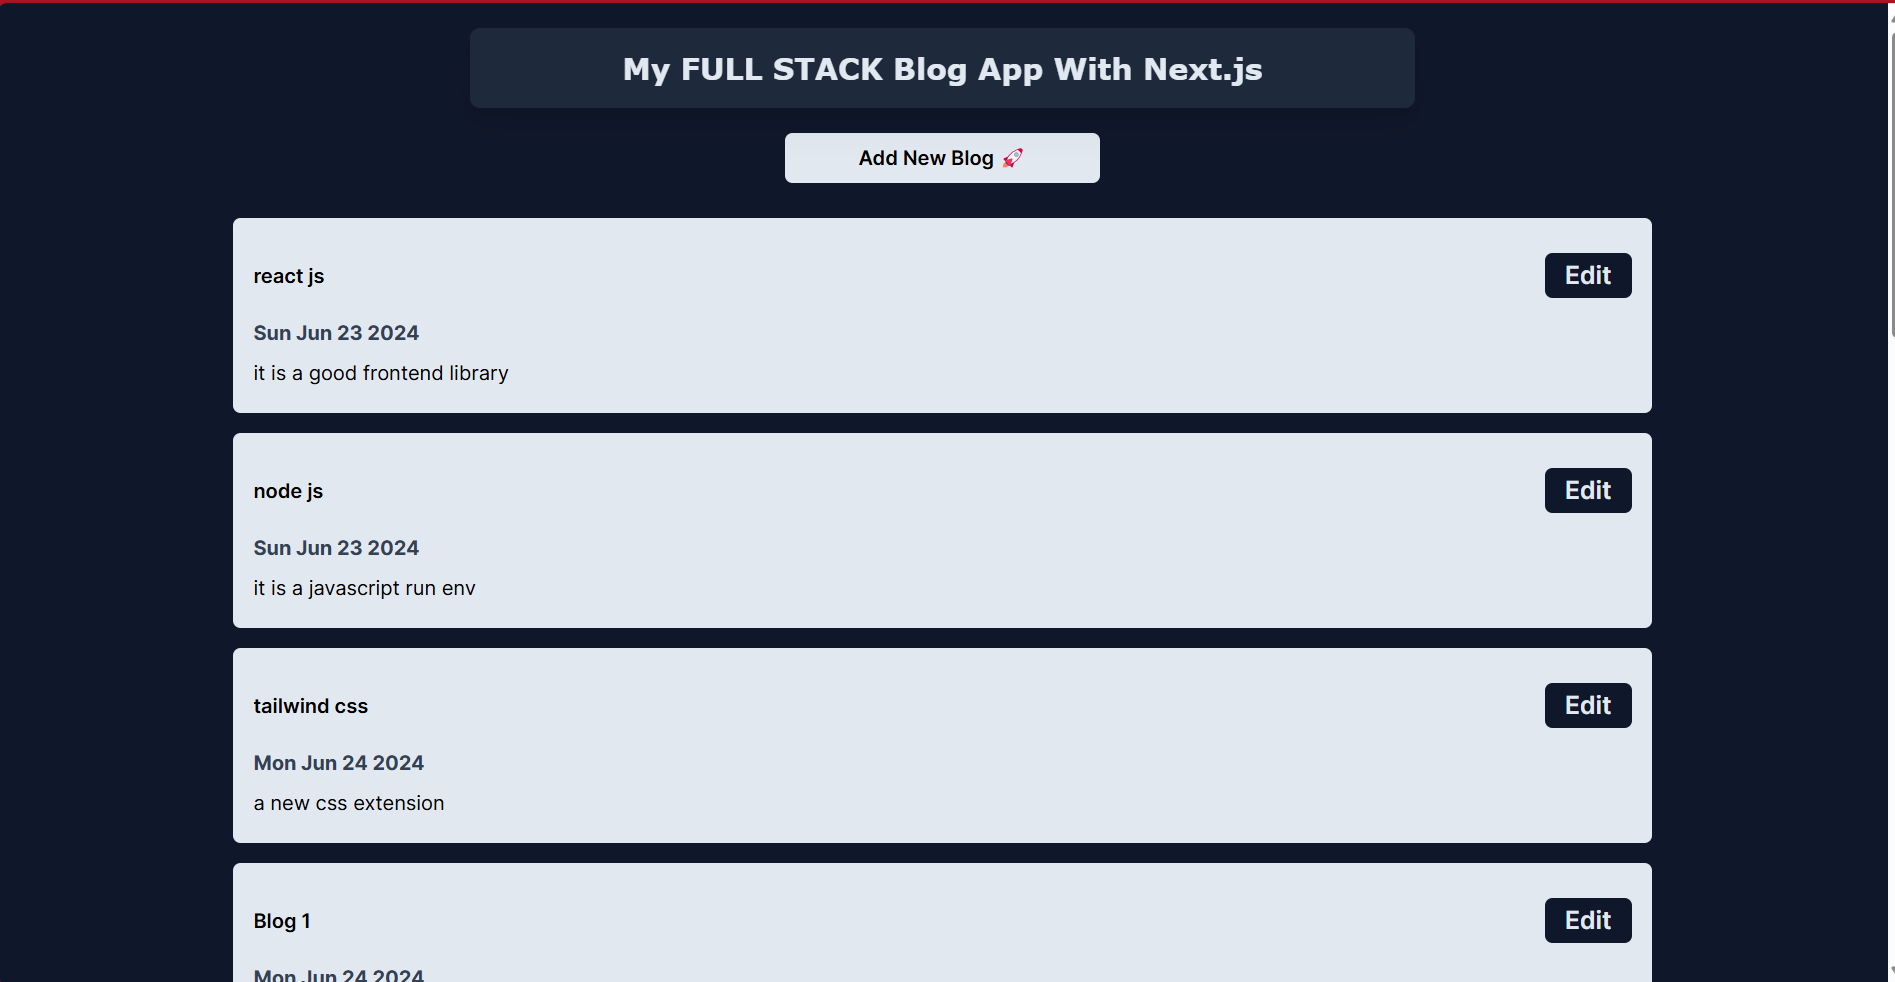 My FULL STACK Blog App With Next.js
Add New Blog 🚀
react js
Edit
Sun Jun 23 2024
it is a good frontend library
node js
Edit
Sun Jun 23 2024
it is a javascript run env
tailwind css
Edit
Mon Jun 24 2024
a new css extension
Blog 1
Edit
Mon Jun 24 2024